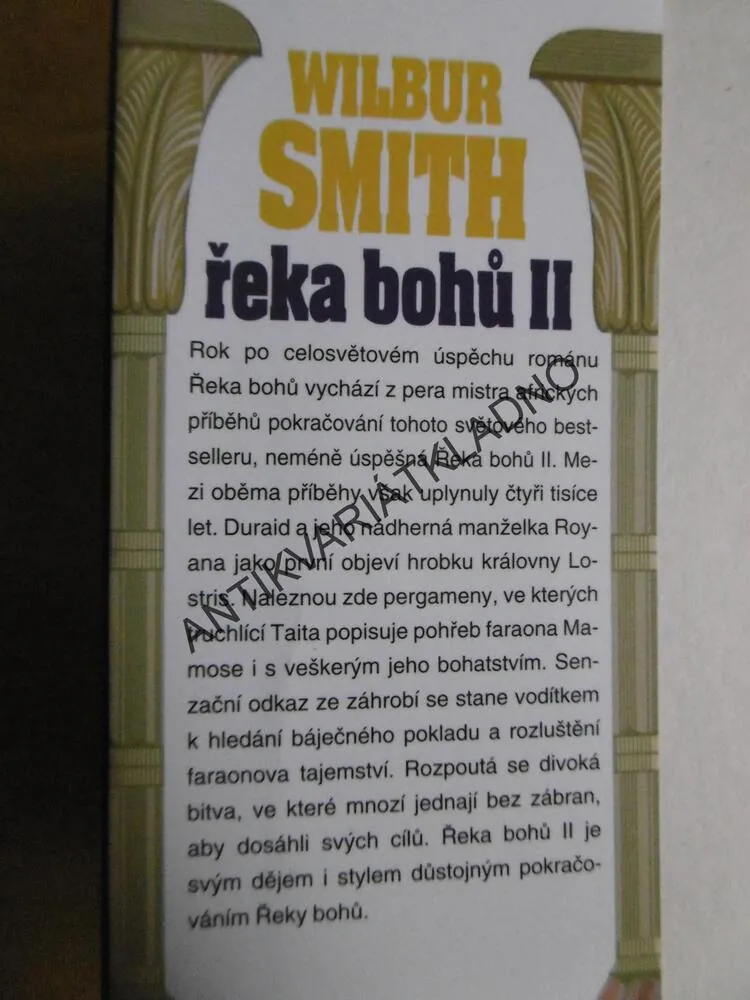 WILBUR
SMITH
řeka bohů II
Rok po celosvětovém úspěchu románu
Řeka bohů vychází z pera mistra afrických
příběhů pokračování tohoto světového best-
selleru, neméně úspěšná Řeka bohů II. Me-
zi oběma příběhy však uplynuly čtyři tisíce
let. Duraid a jeho nádherná manželka Roy-
ana jako první objeví hrobku královny Lo-
stris. Naleznou zde pergameny, ve kterých
truchlící Taita popisuje pohřeb faraona Ma-
mose i s veškerým jeho bohatstvím. Sen-
zační odkaz ze záhrobí se stane vodítkem
k hledání báječného pokladu a rozluštění
faraonova tajemství. Rozpoutá se divoká
bitva, ve které mnozí jednají bez zábran,
aby dosáhli svých cílů. Řeka bohů II je
svým dějem i stylem důstojným pokračo-
váním Řeky bohů.
ANTIKVARIÁTKLADNO